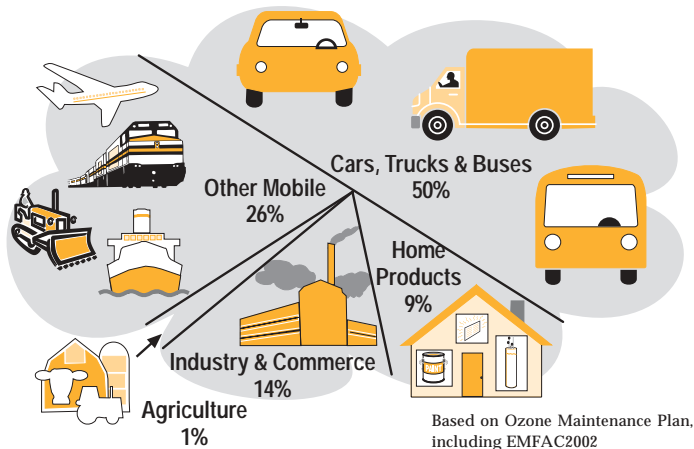 Cars, Trucks & Buses
50%
Other Mobile
26%
Home
Products
9%
PAINT
Industry & Commerce
14%
Agriculture
1%
Based on Ozone Maintenance Plan,
including EMFAC2002